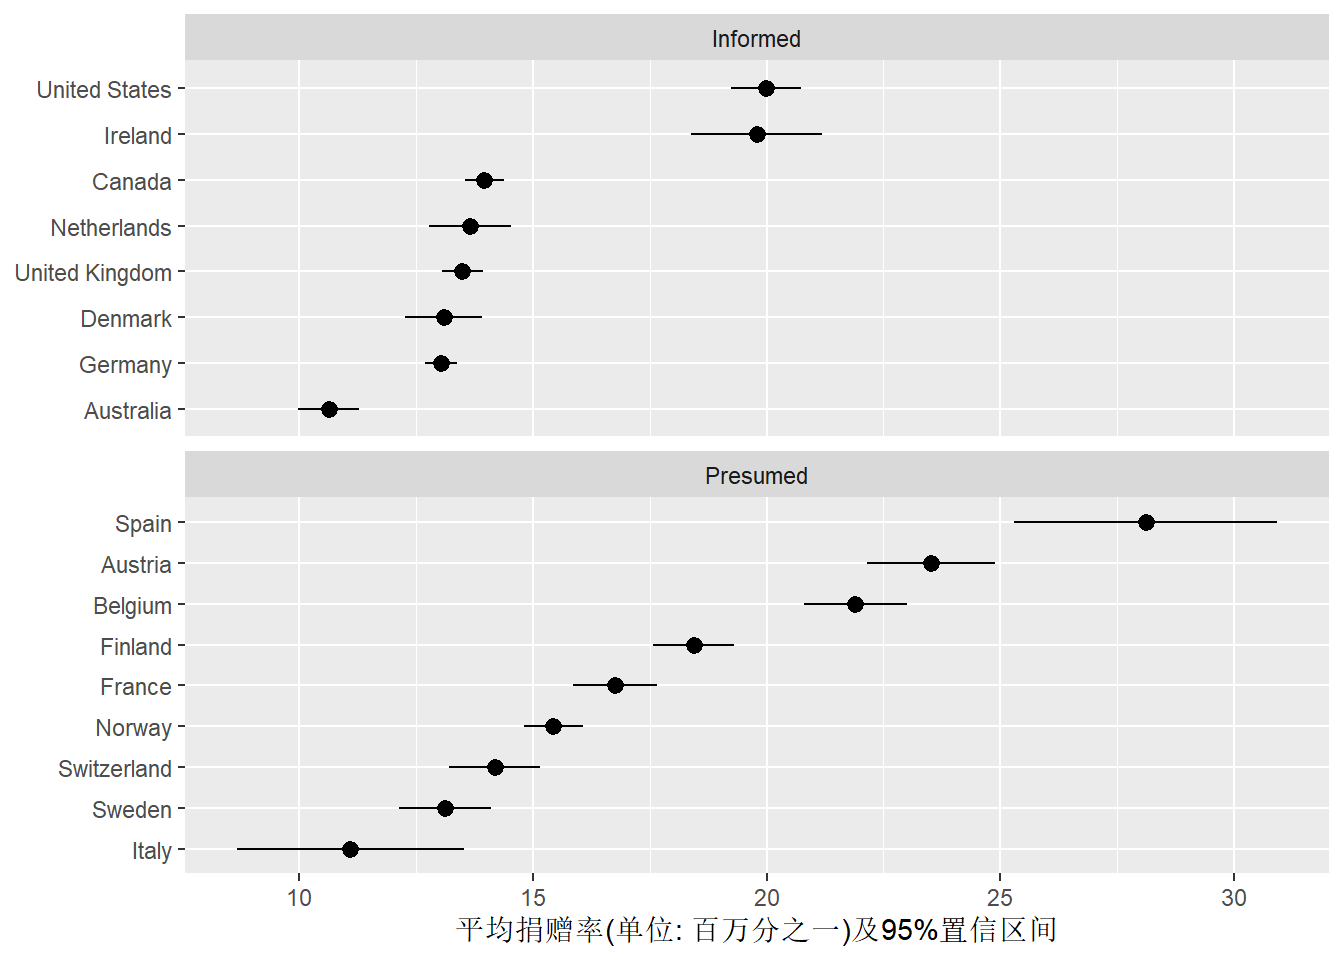 Informed
United States
Ireland
Canada
Netherlands
United Kingdom
Denmark
Germany
Australia
Presumed
Spain
Austria
Belgium
Finland
France
Norway
Switzerland
Sweden
Italy
10 15 20 25 30
平均捐赠率(单位: 百万分之一)及95%置信区间